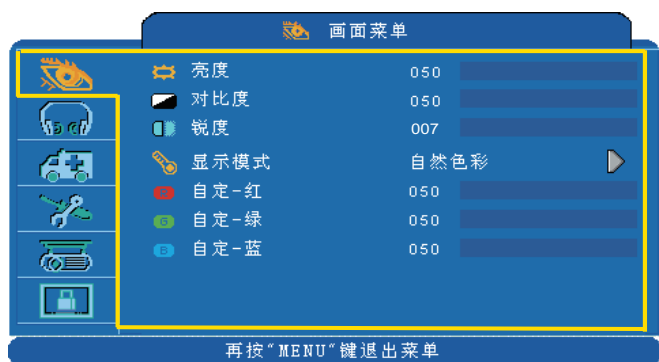 画面菜单
亮度 050
对比度 050
锐度 007
显示模式 自然色彩
R 自定-红 050
G 自定-绿 050
B 自定-蓝 050
再按“MENU“键退出菜单